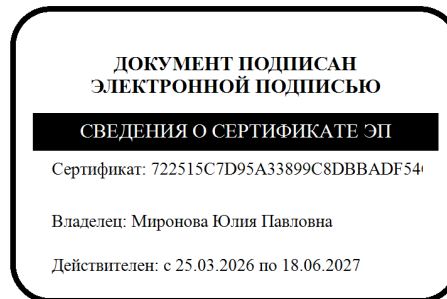 ДОКУМЕНТ ПОДПИСАН
ЭЛЕКТРОННОЙ ПОДПИСЬЮ
СВЕДЕНИЯ О СЕРТИФИКАТЕ ЭП
Сертификат: 722515C7D95A33899C8DBBADF54
Владелец: Миронова Юлия Павловна
Действителен: с 25.03.2026 по 18.06.2027